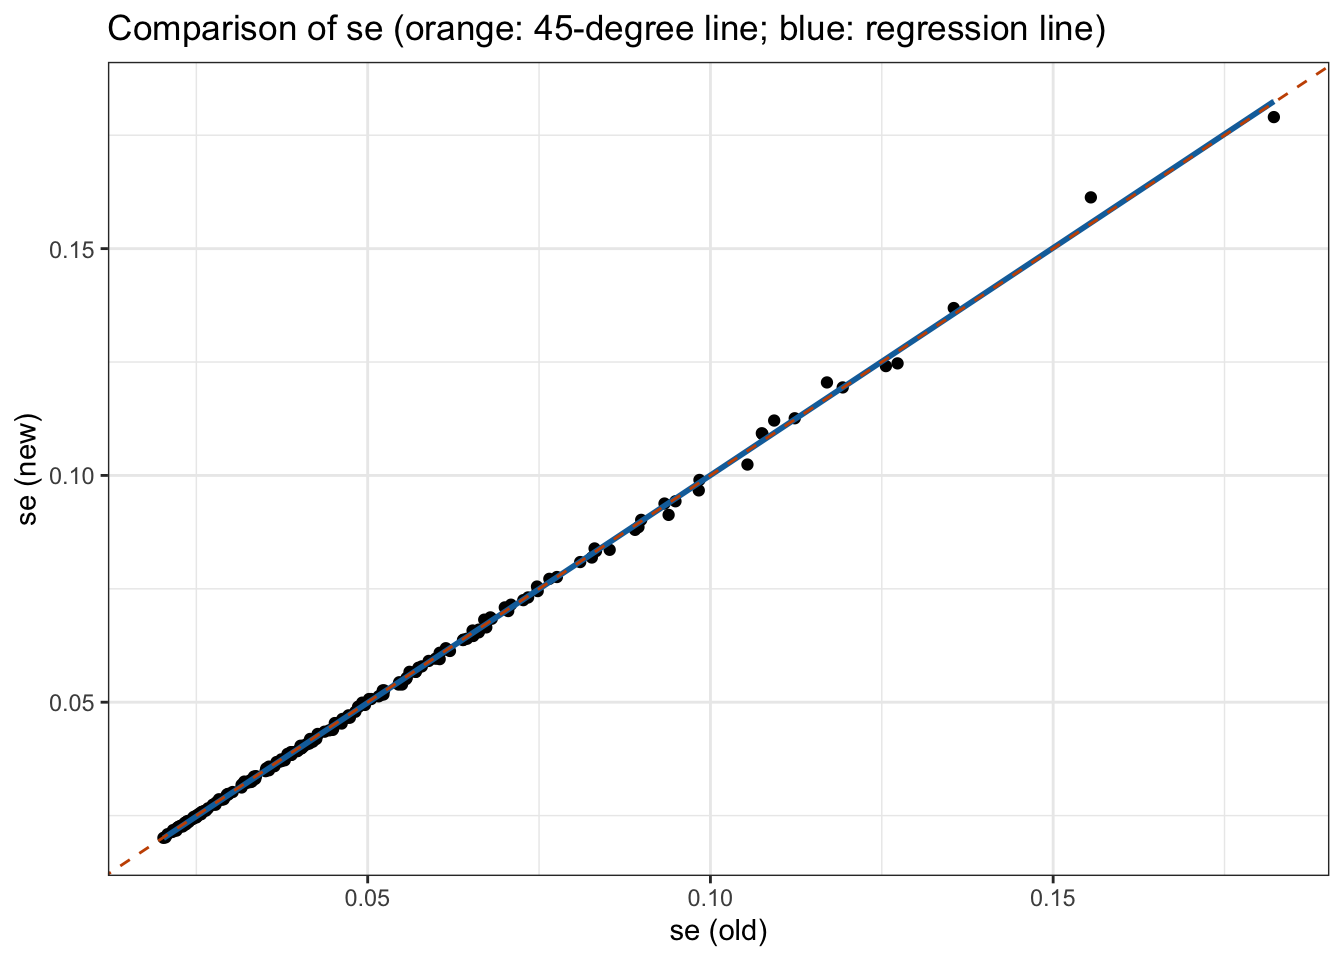 Comparison of se (orange: 45-degree line; blue: regression line)
0.15
0.10
0.05
se (new)
0.05
0.10
0.15
se (old)